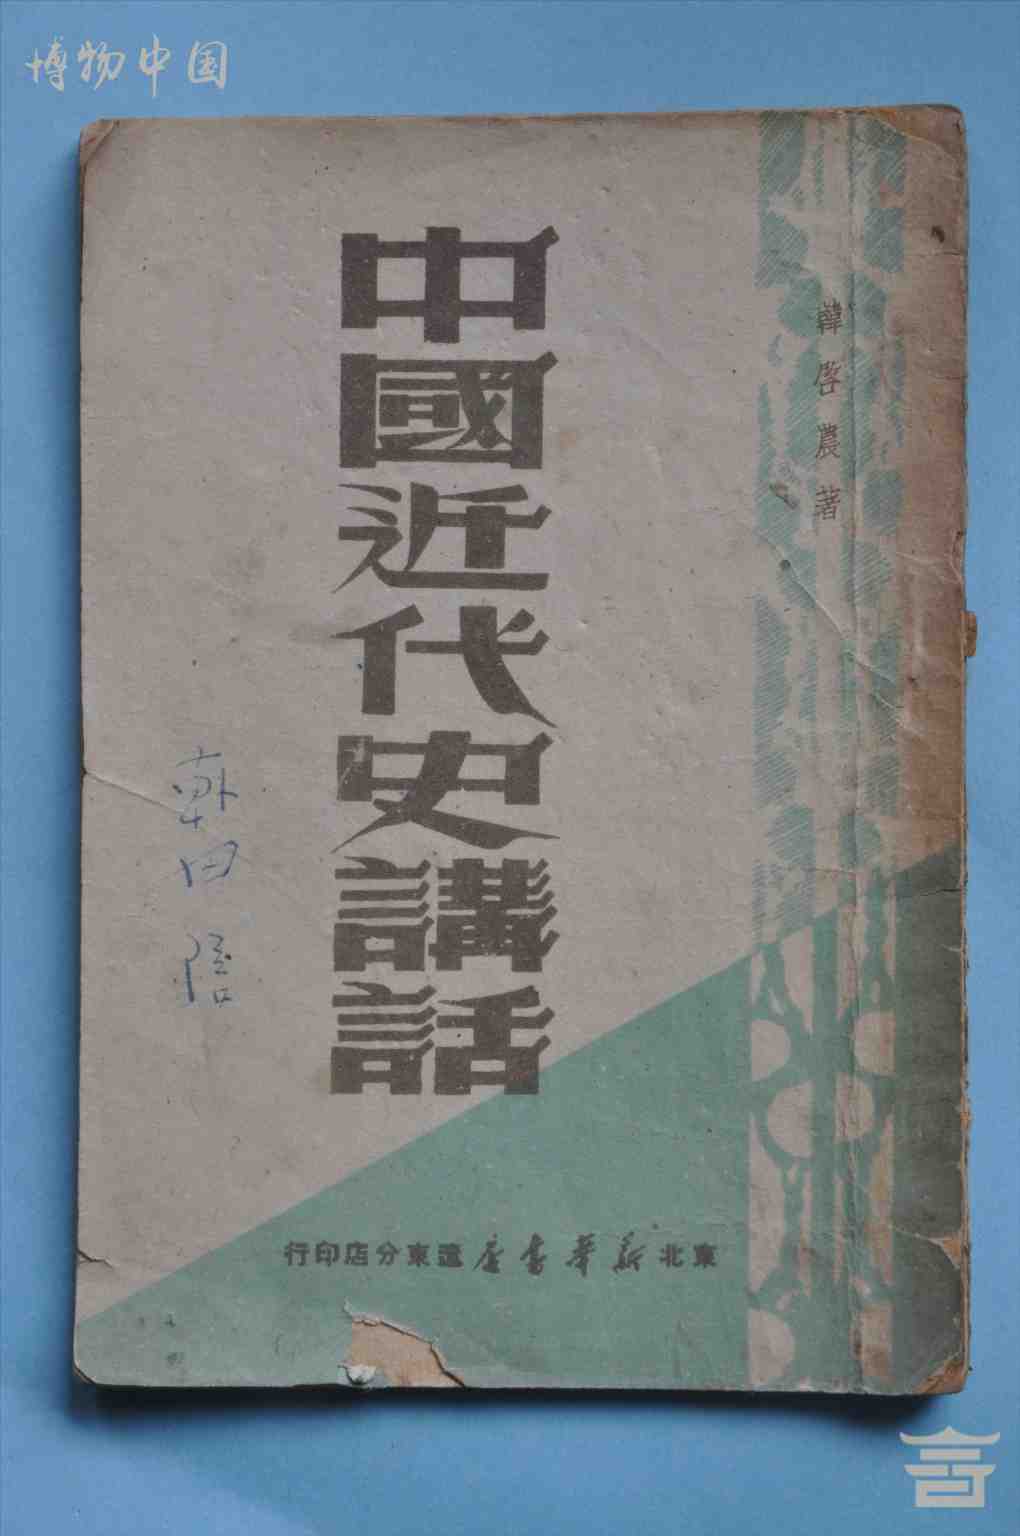 博物中国
韓啓農著
中國近代史講話
東北新華書店遼東分店印行